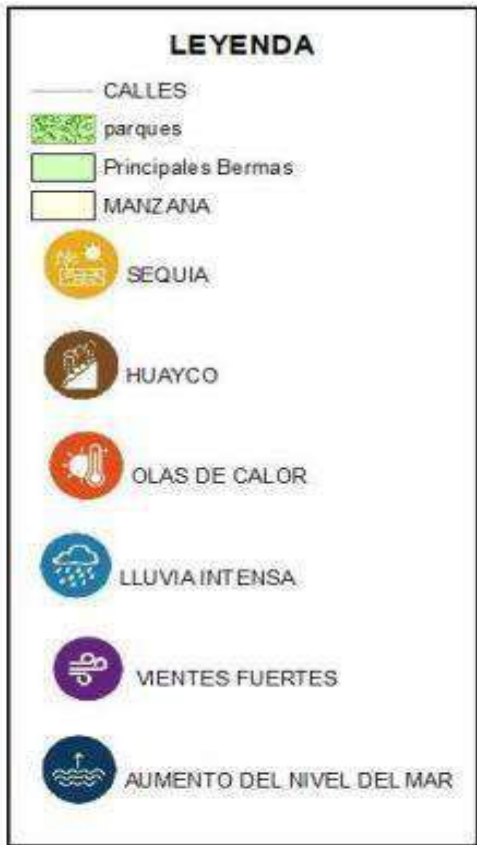 LEYENDA
CALLES
parques
Principales Bermas
MANZANA
SEQUIA
HUAYCO
OLAS DE CALOR
LLUVIA INTENSA
VIENTES FUERTES
AUMENTO DEL NIVEL DEL MAR